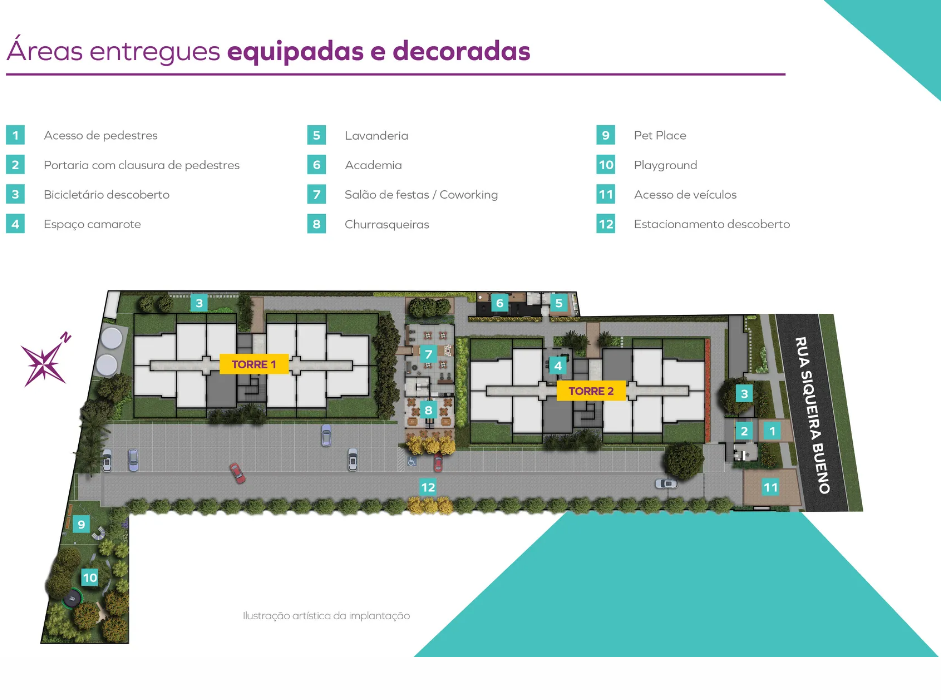 Áreas entregues equipadas e decoradas
1 Acesso de pedestres
2 Portaria com clausura de pedestres
3 Bicicletário descoberto
4 Espaço camarote
5 Lavanderia
6 Academia
7 Salão de festas / Coworking
8 Churrasqueiras
9 Pet Place
10 Playground
11 Acesso de veículos
12 Estacionamento descoberto
3
6
5
N
7
TORRE 1
4
TORRE 2
3
8
2
1
RUA SIQUEIRA BUENO
12
11
9
10
Ilustração artística da implantação